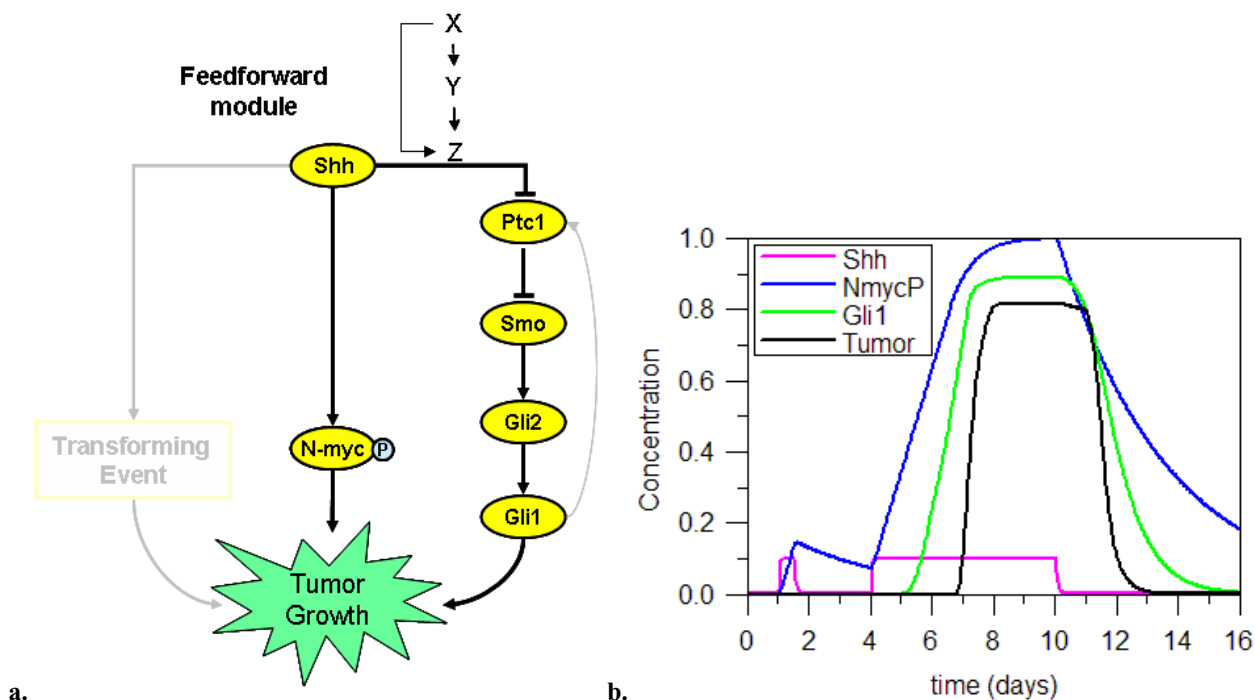 X
Feedforward
module
Y
Z
Shh
Ptc1
Smo
Gli2
Transforming
Event
N-myc
P
Gli1
Tumor
Growth
a.
1.0
0.8
0.6
0.4
0.2
0.0
Concentration
Shh
NmycP
Gli1
Tumor
0 2 4 6 8 10 12 14 16
time (days)
b.